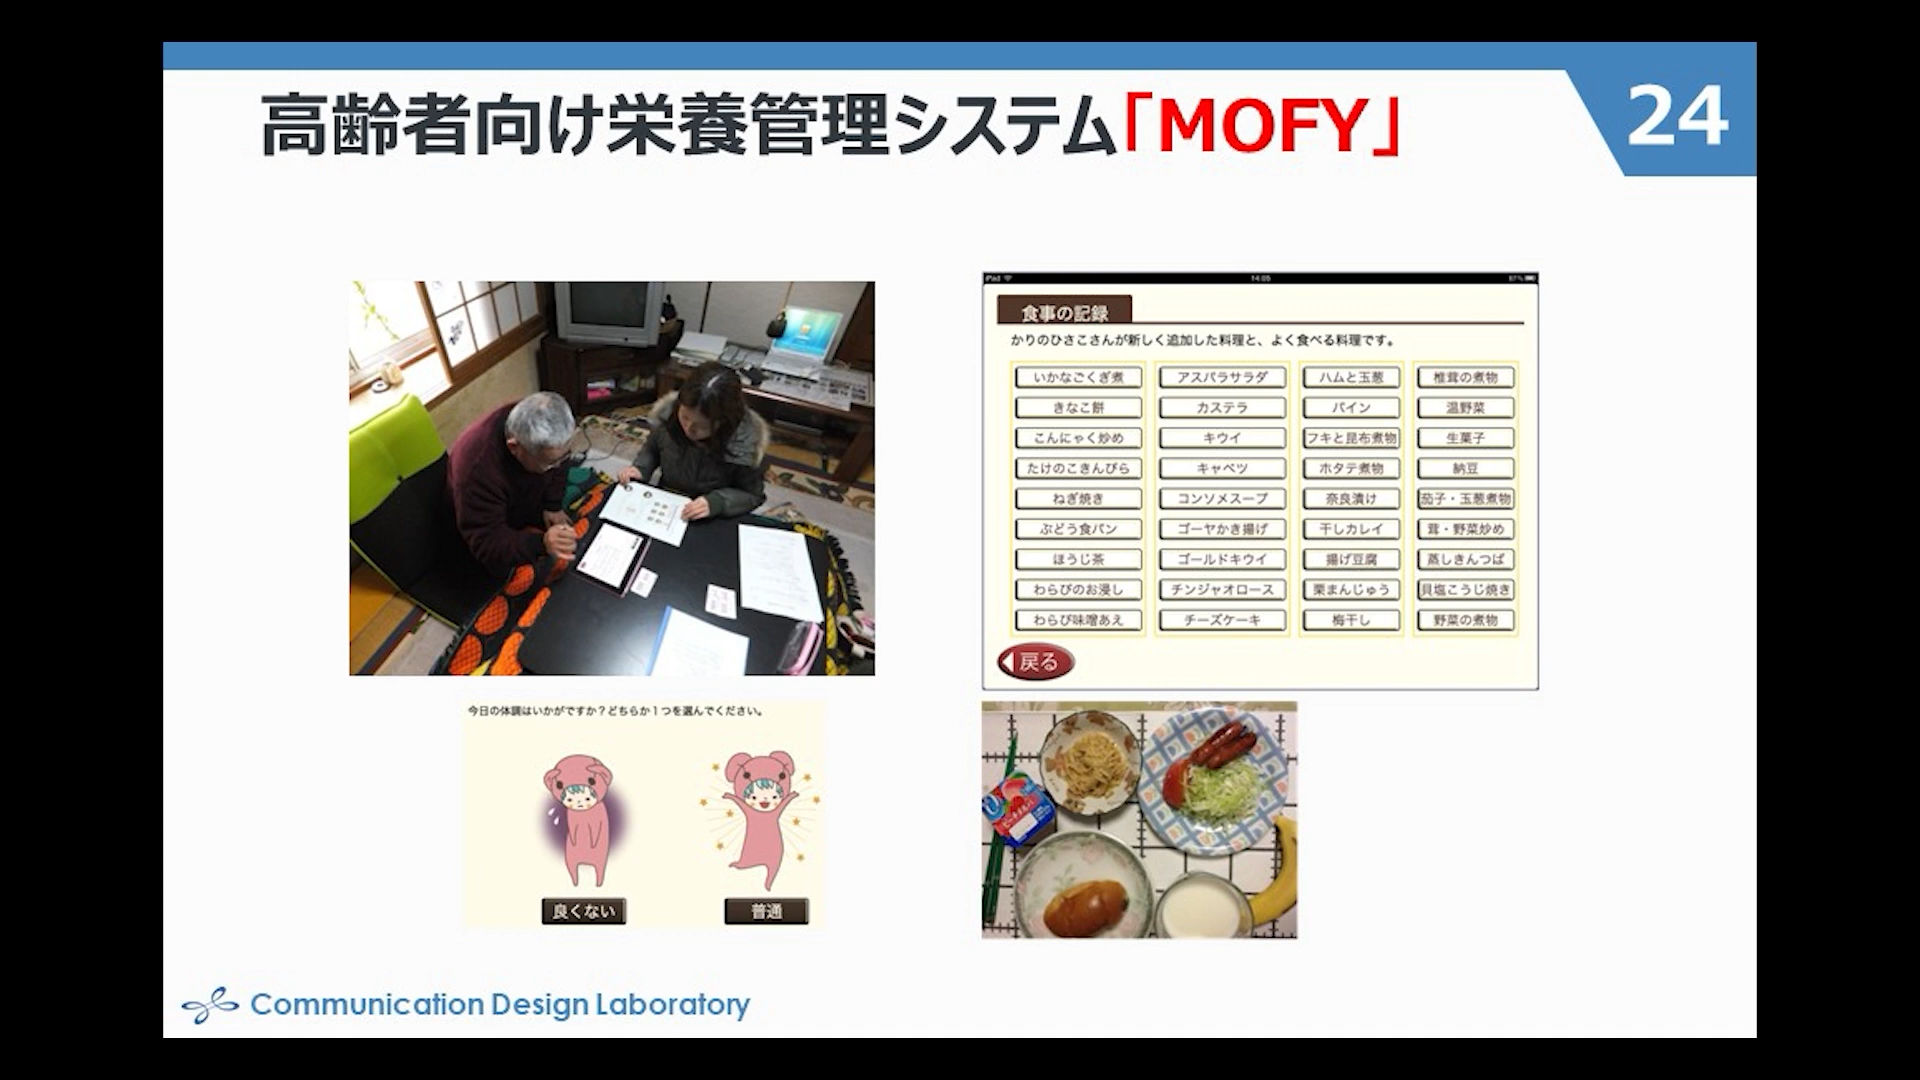 高齢者向け栄養管理システム「MOFY」
24
iPad 14:05 87%
食事の記録
かりのひさこさんが新しく追加した料理と、よく食べる料理です。
いかなごくぎ煮 アスパラサラダ ハムと玉葱 椎茸の煮物
きなこ餅 カステラ パイン 温野菜
こんにゃく炒め キウイ フキと昆布煮物 生菓子
たけのこきんぴら キャベツ ホタテ煮物 納豆
ねぎ焼き コンソメスープ 奈良漬け 茄子・玉葱煮物
ぶどう食パン ゴーヤかき揚げ 干しカレイ 茸・野菜炒め
ほうじ茶 ゴールドキウイ 揚げ豆腐 蒸しきんつば
わらびのお浸し チンジャオロース 栗まんじゅう 貝塩こうじ焼き
わらび味噌あえ チーズケーキ 梅干し 野菜の煮物
戻る
今日の体調はいかがですか？どちらか１つを選んでください。
良くない 普通
Communication Design Laboratory